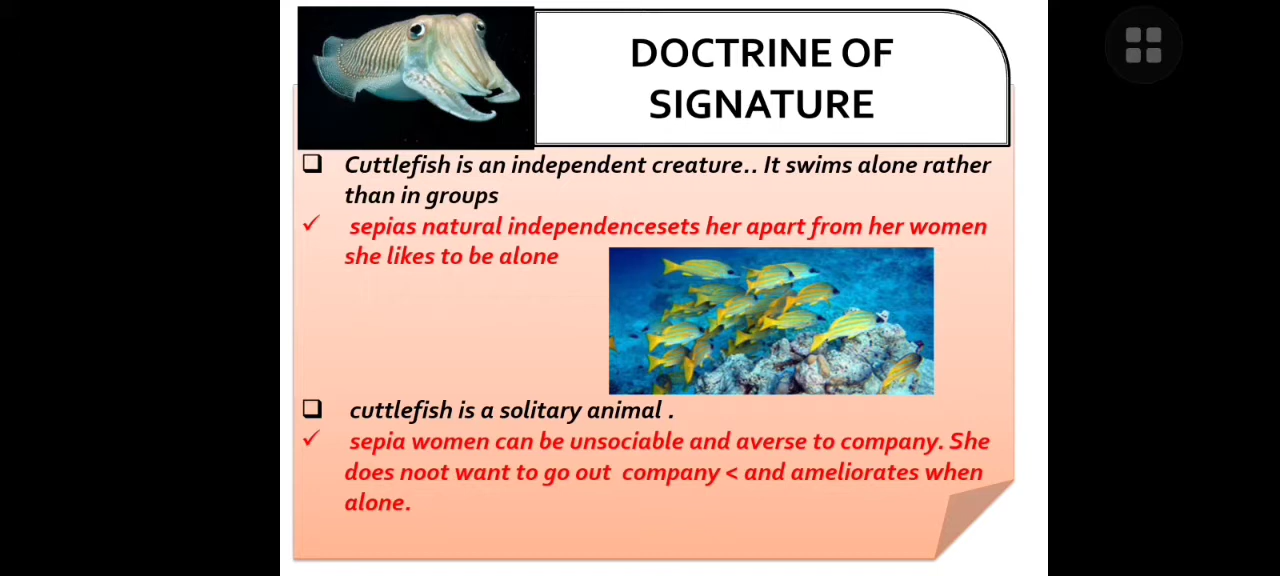 DOCTRINE OF
SIGNATURE
Cuttlefish is an independent creature.. It swims alone rather
than in groups
sepias natural independencesets her apart from her women
she likes to be alone
cuttlefish is a solitary animal .
sepia women can be unsociable and averse to company. She
does noot want to go out company < and ameliorates when
alone.